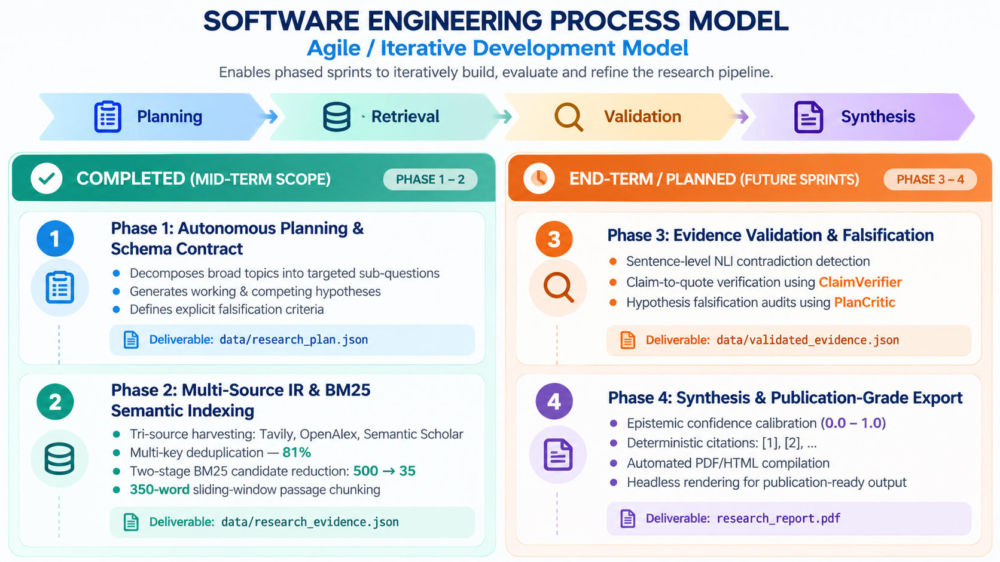 SOFTWARE ENGINEERING PROCESS MODEL
Agile / Iterative Development Model
Enables phased sprints to iteratively build, evaluate and refine the research pipeline.
Planning
Retrieval
Validation
Synthesis
COMPLETED (MID-TERM SCOPE)
PHASE 1 – 2
1
Phase 1: Autonomous Planning &
Schema Contract
Decomposes broad topics into targeted sub-questions
Generates working & competing hypotheses
Defines explicit falsification criteria
Deliverable: data/research_plan.json
2
Phase 2: Multi-Source IR & BM25
Semantic Indexing
Tri-source harvesting: Tavily, OpenAlex, Semantic Scholar
Multi-key deduplication — 81%
Two-stage BM25 candidate reduction: 500 → 35
350-word sliding-window passage chunking
Deliverable: data/research_evidence.json
END-TERM / PLANNED (FUTURE SPRINTS)
PHASE 3 – 4
3
Phase 3: Evidence Validation & Falsification
Sentence-level NLI contradiction detection
Claim-to-quote verification using ClaimVerifier
Hypothesis falsification audits using PlanCritic
Deliverable: data/validated_evidence.json
4
Phase 4: Synthesis & Publication-Grade Export
Epistemic confidence calibration (0.0 – 1.0)
Deterministic citations: [1], [2], ...
Automated PDF/HTML compilation
Headless rendering for publication-ready output
Deliverable: research_report.pdf